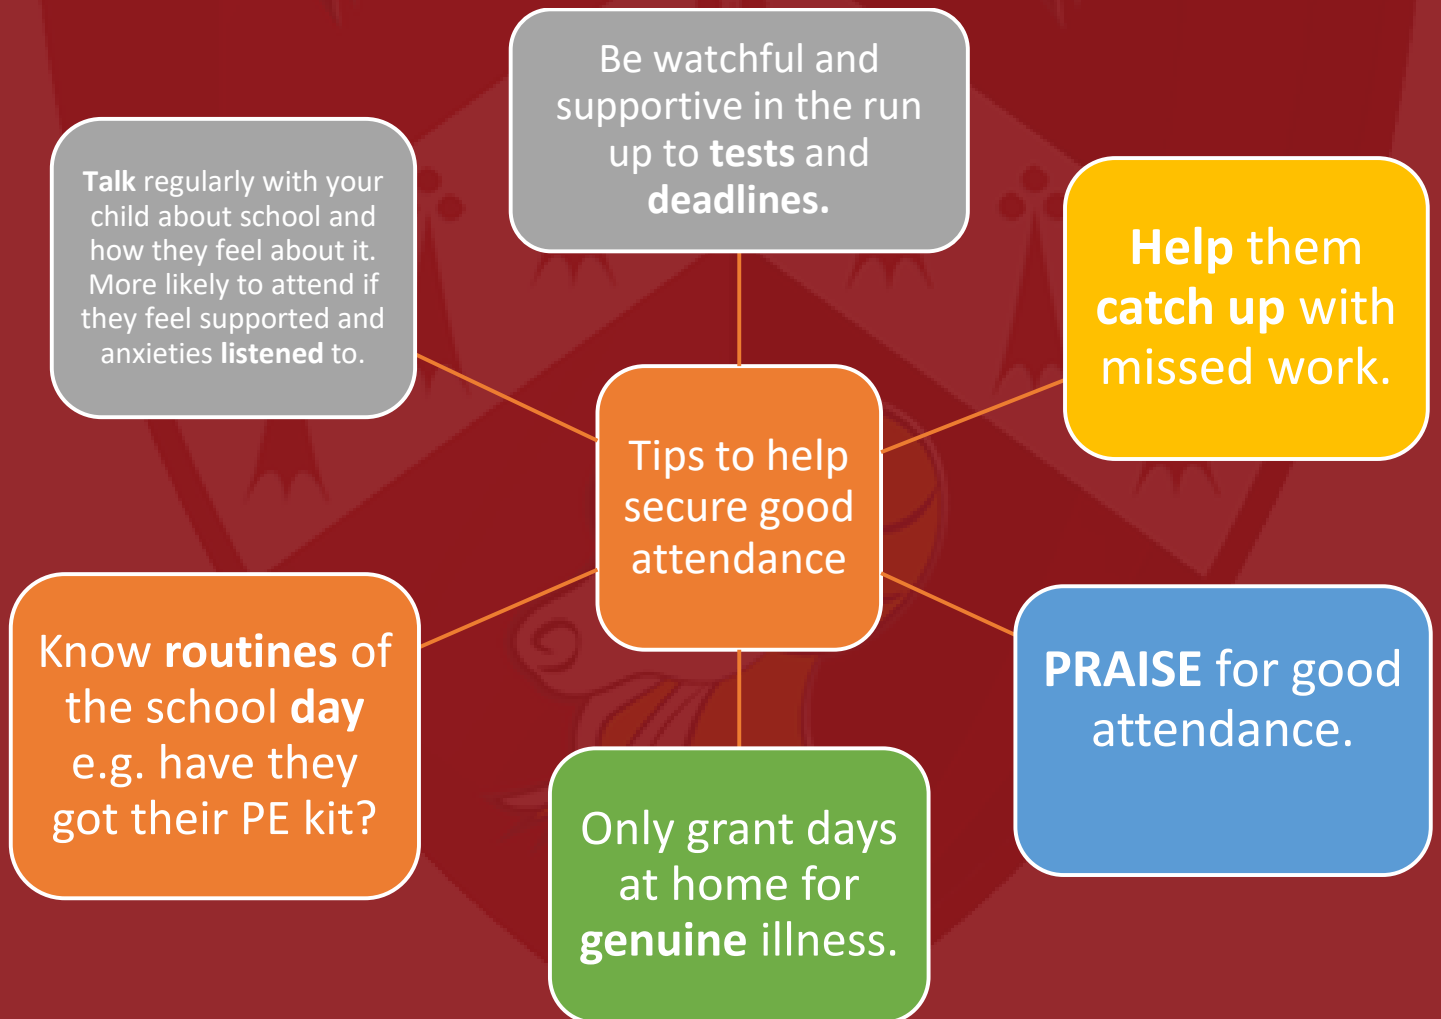 Be watchful and
supportive in the run
up to tests and
deadlines.
Talk regularly with your
child about school and
how they feel about it.
More likely to attend if
they feel supported and
anxieties listened to.
Help them
catch up with
missed work.
Tips to help
secure good
attendance
Know routines of
the school day
e.g. have they
got their PE kit?
PRAISE for good
attendance.
Only grant days
at home for
genuine illness.